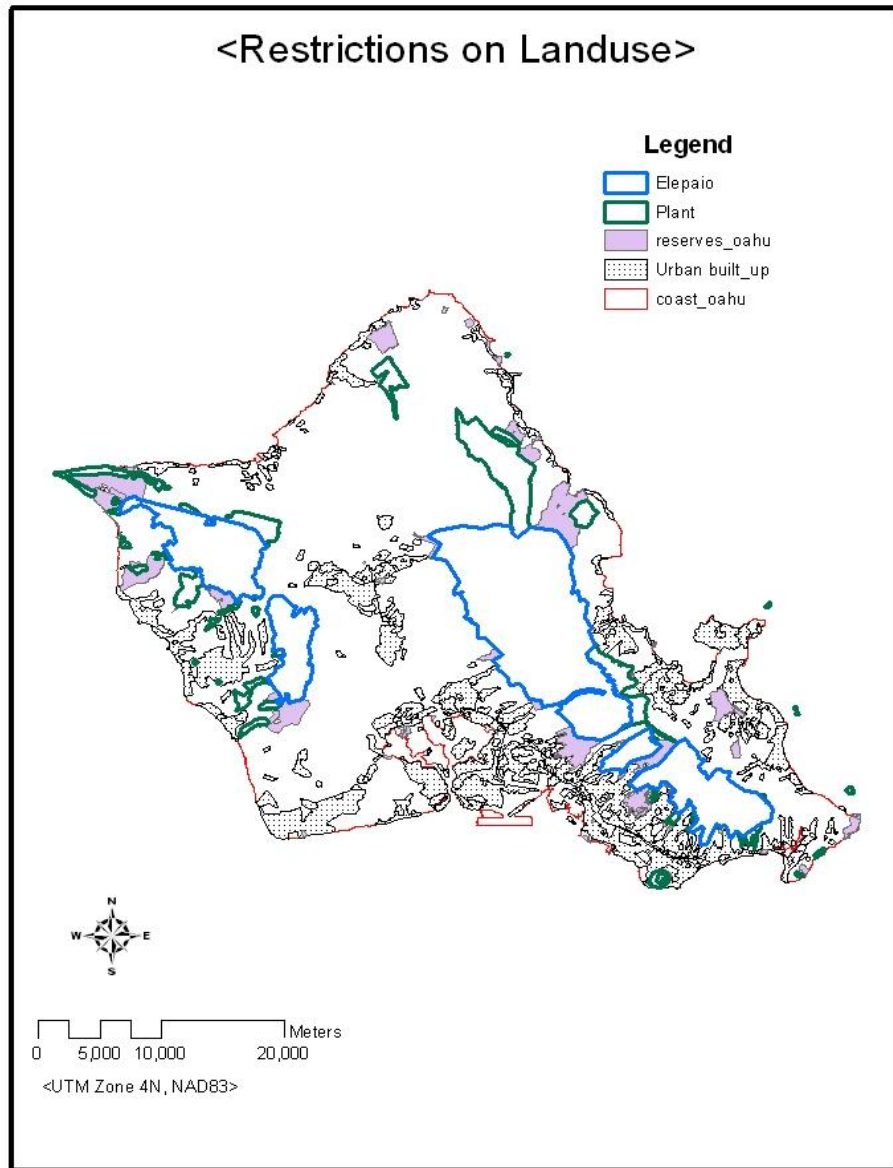 <Restrictions on Landuse>
Legend
Elepaio
Plant
reserves_oahu
Urban built_up
coast_oahu
N
W E
S
Meters
0 5,000 10,000 20,000
<UTM Zone 4N, NAD83>